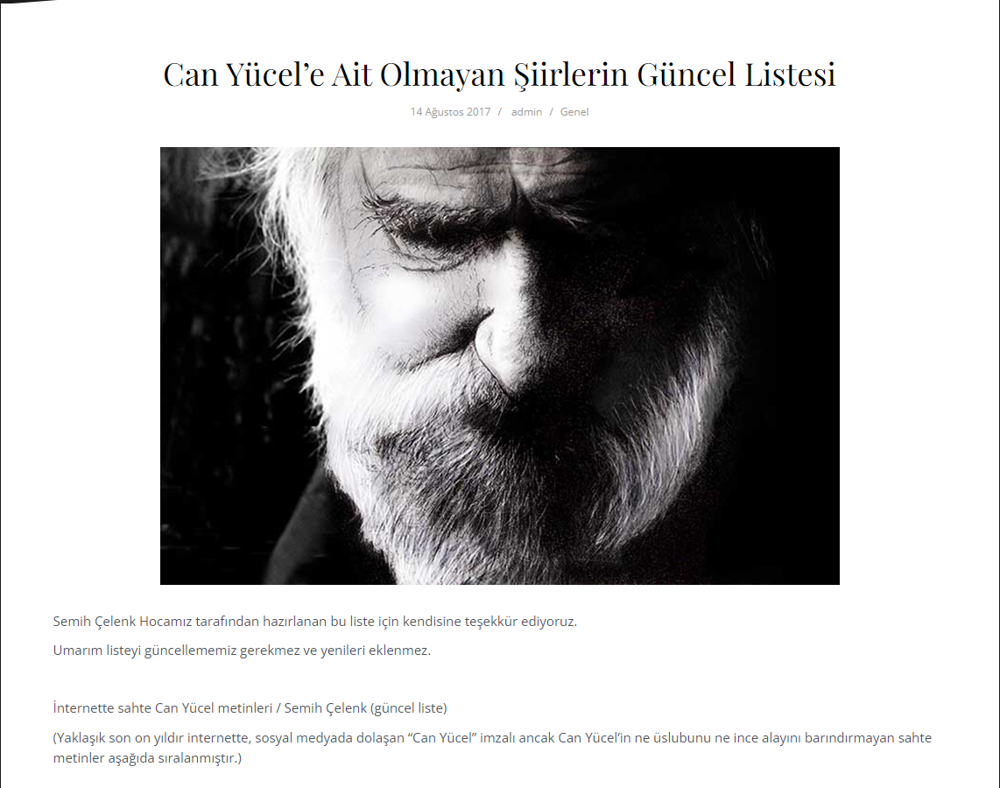 Can Yücel’e Ait Olmayan Şiirlerin Güncel Listesi
14 Ağustos 2017 / admin / Genel
Semih Çelenk Hocamız tarafından hazırlanan bu liste için kendisine teşekkür ediyoruz.
Umarım listeyi güncellememiz gerekmez ve yenileri eklenmez.
İnternette sahte Can Yücel metinleri / Semih Çelenk (güncel liste)
(Yaklaşık son on yıldır internette, sosyal medyada dolaşan “Can Yücel” imzalı ancak Can Yücel’in ne üslubunu ne ince alayını barındırmayan sahte
metinler aşağıda sıralanmıştır.)